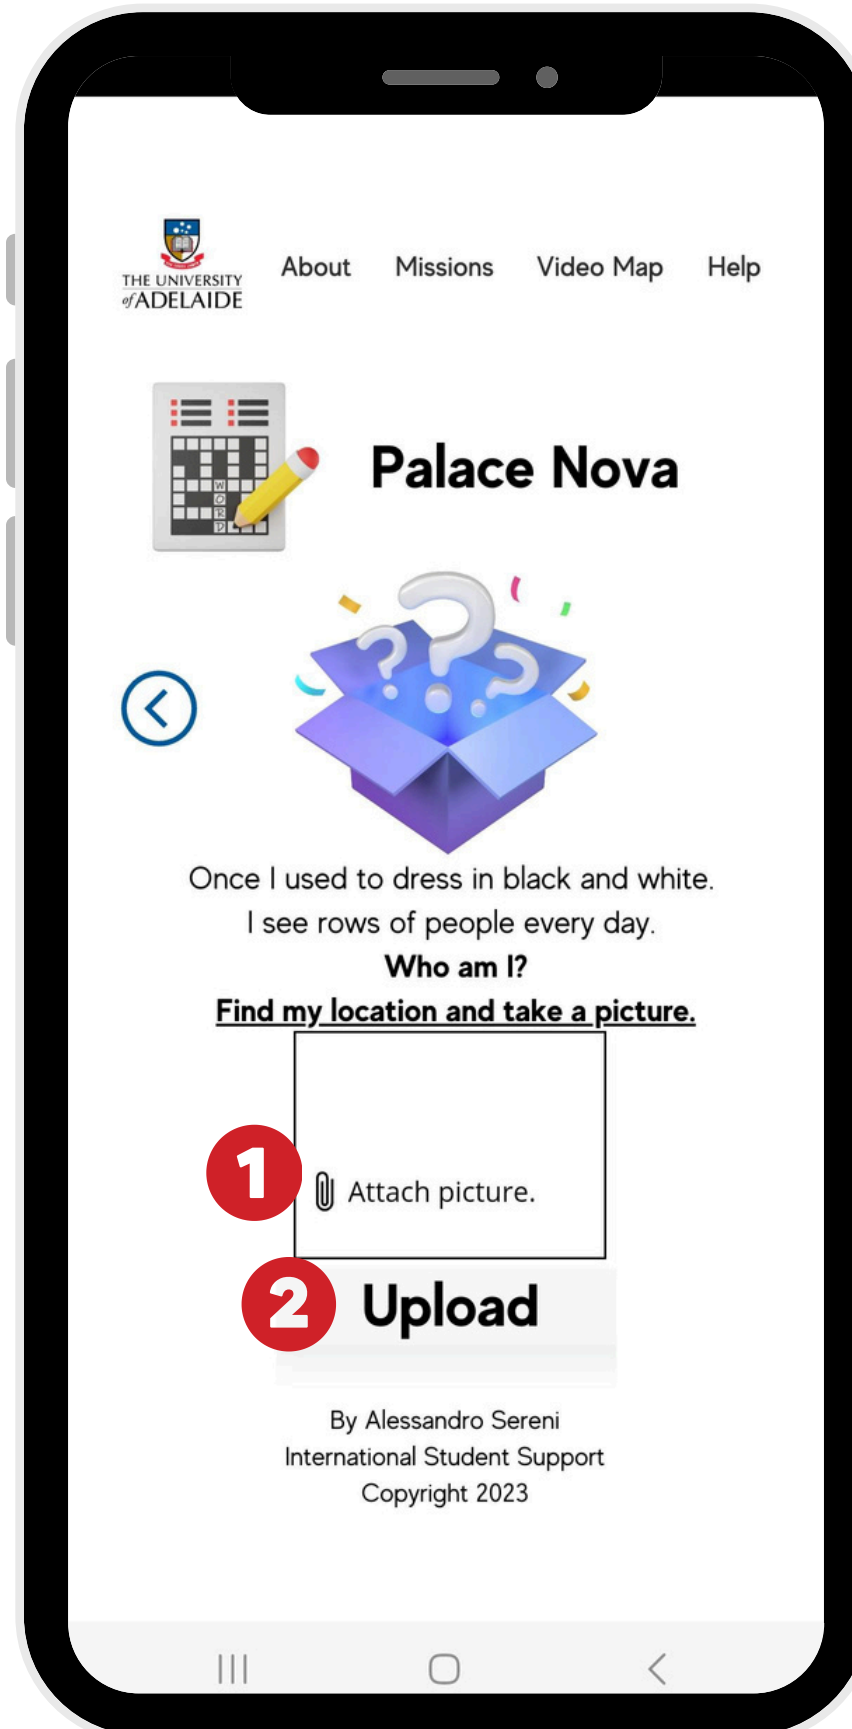 THE UNIVERSITY
of ADELAIDE
About Missions Video Map Help
W
O
R
D
Palace Nova
Once I used to dress in black and white.
I see rows of people every day.
Who am I?
Find my location and take a picture.
1
Attach picture.
2
Upload
By Alessandro Sereni
International Student Support
Copyright 2023